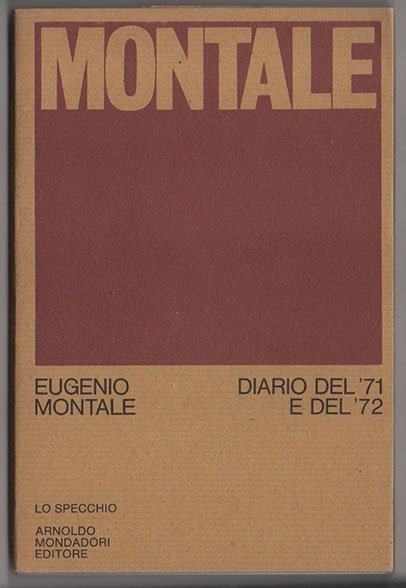 MONTALE
EUGENIO
MONTALE
DIARIO DEL '71
E DEL '72
LO SPECCHIO
ARNOLDO
MONDADORI
EDITORE